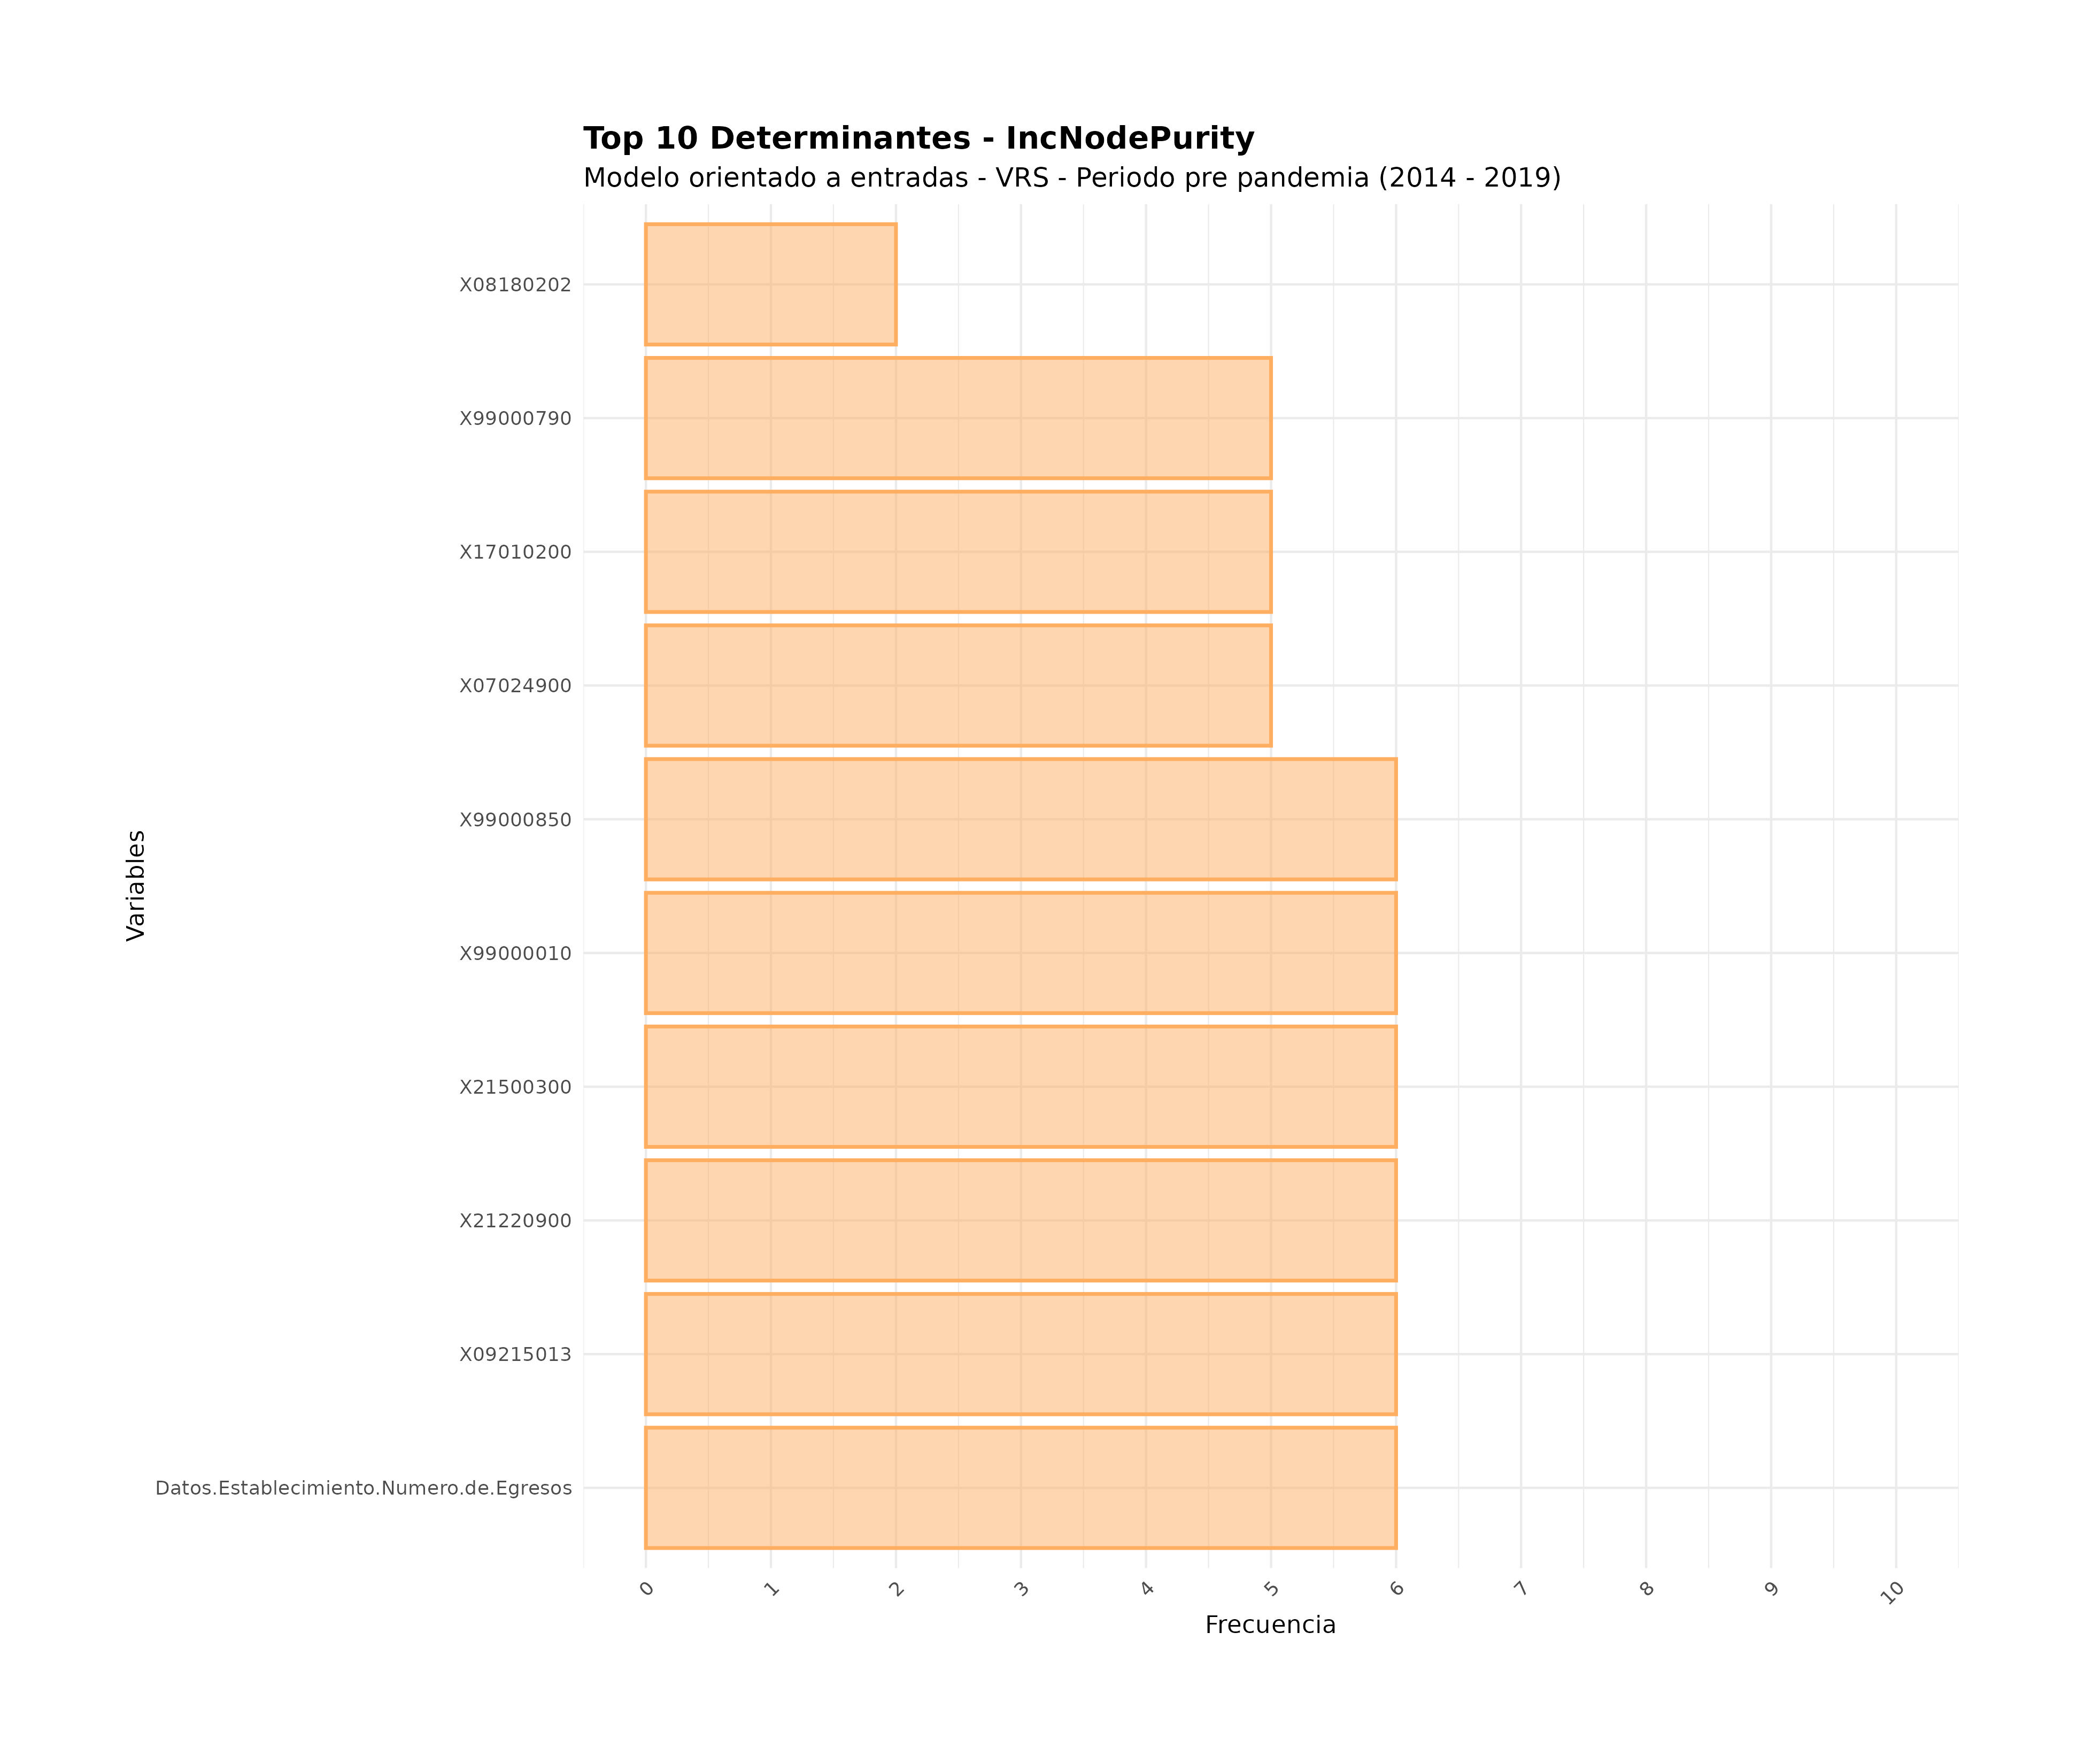 Top 10 Determinantes - IncNodePurity
Modelo orientado a entradas - VRS - Periodo pre pandemia (2014 - 2019)
Variables
X08180202
X99000790
X17010200
X07024900
X99000850
X99000010
X21500300
X21220900
X09215013
Datos.Establecimiento.Numero.de.Egresos
0 1 2 3 4 5 6 7 8 9 10
Frecuencia